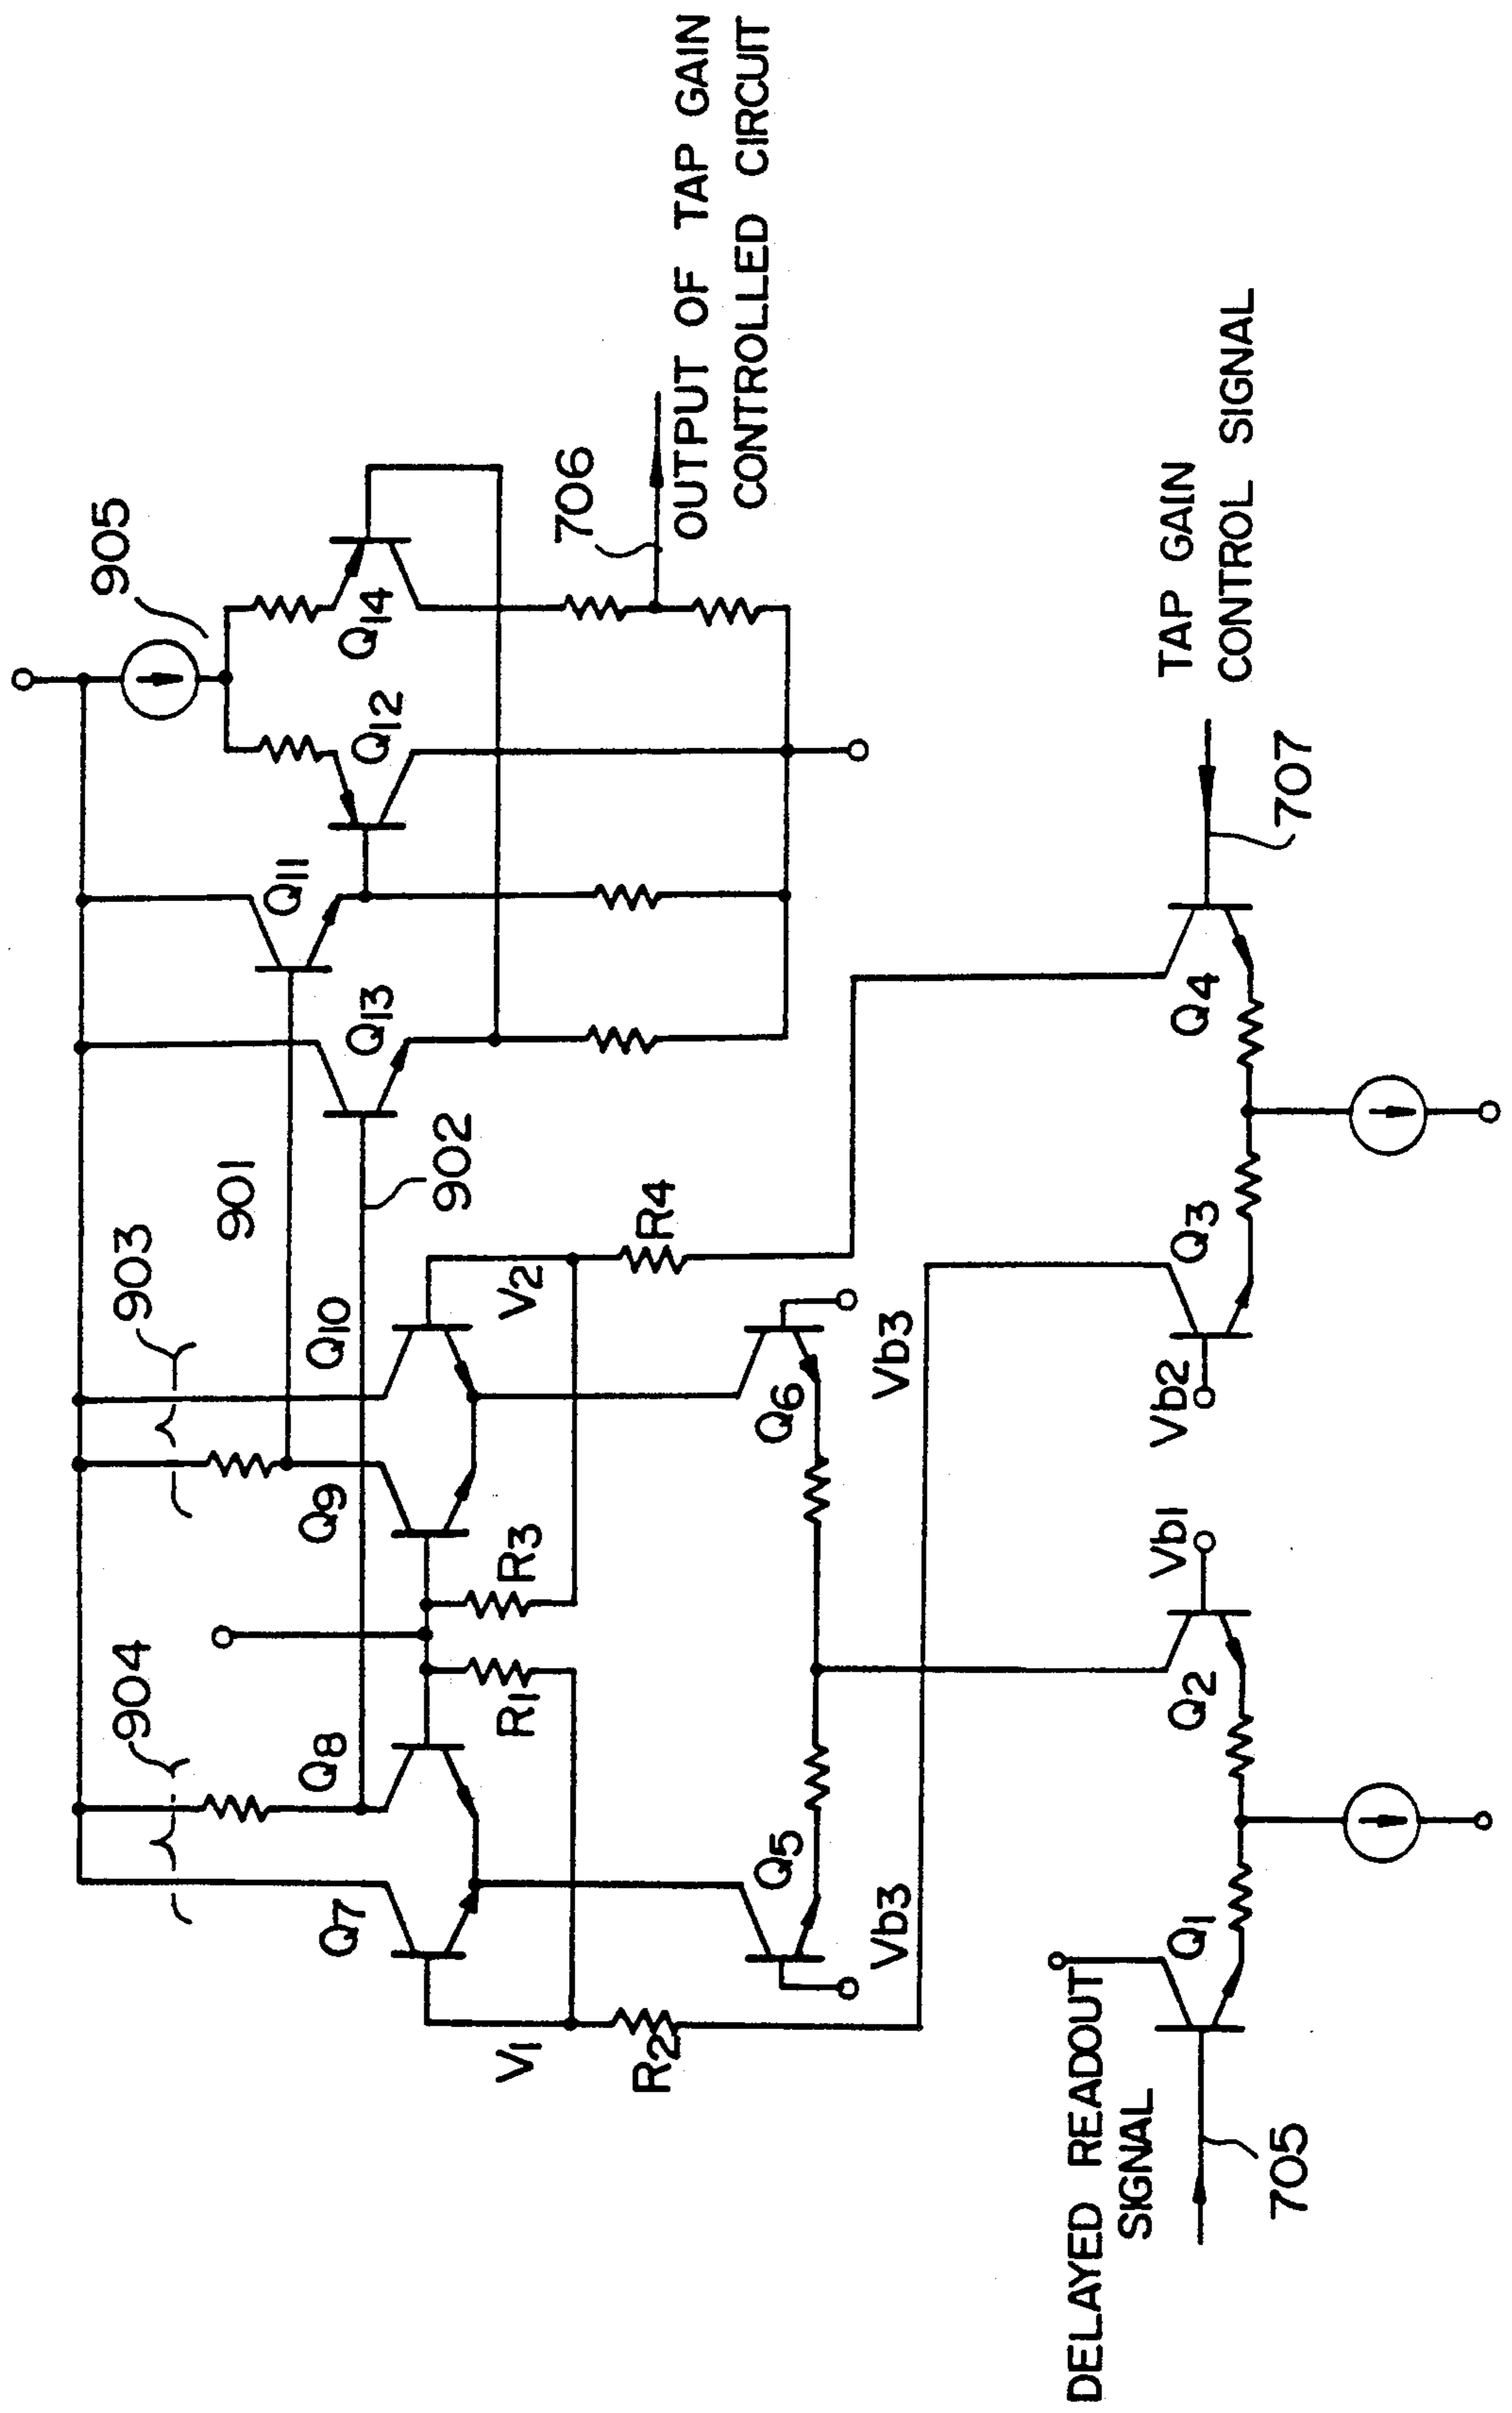 905
Q14
Q12
Q11
Q13
706
OUTPUT OF TAP GAIN
CONTROLLED CIRCUIT
901
902
903
904
Q10
Q9
Q8
Q7
V2
R4
R3
R1
V1
R2
Q6
Vb3
Q5
Vb3
TAP GAIN
CONTROL SIGNAL
707
Q4
Q3
Vb2
Vb1
Q2
Q1
DELAYED READOUT
SIGNAL
705